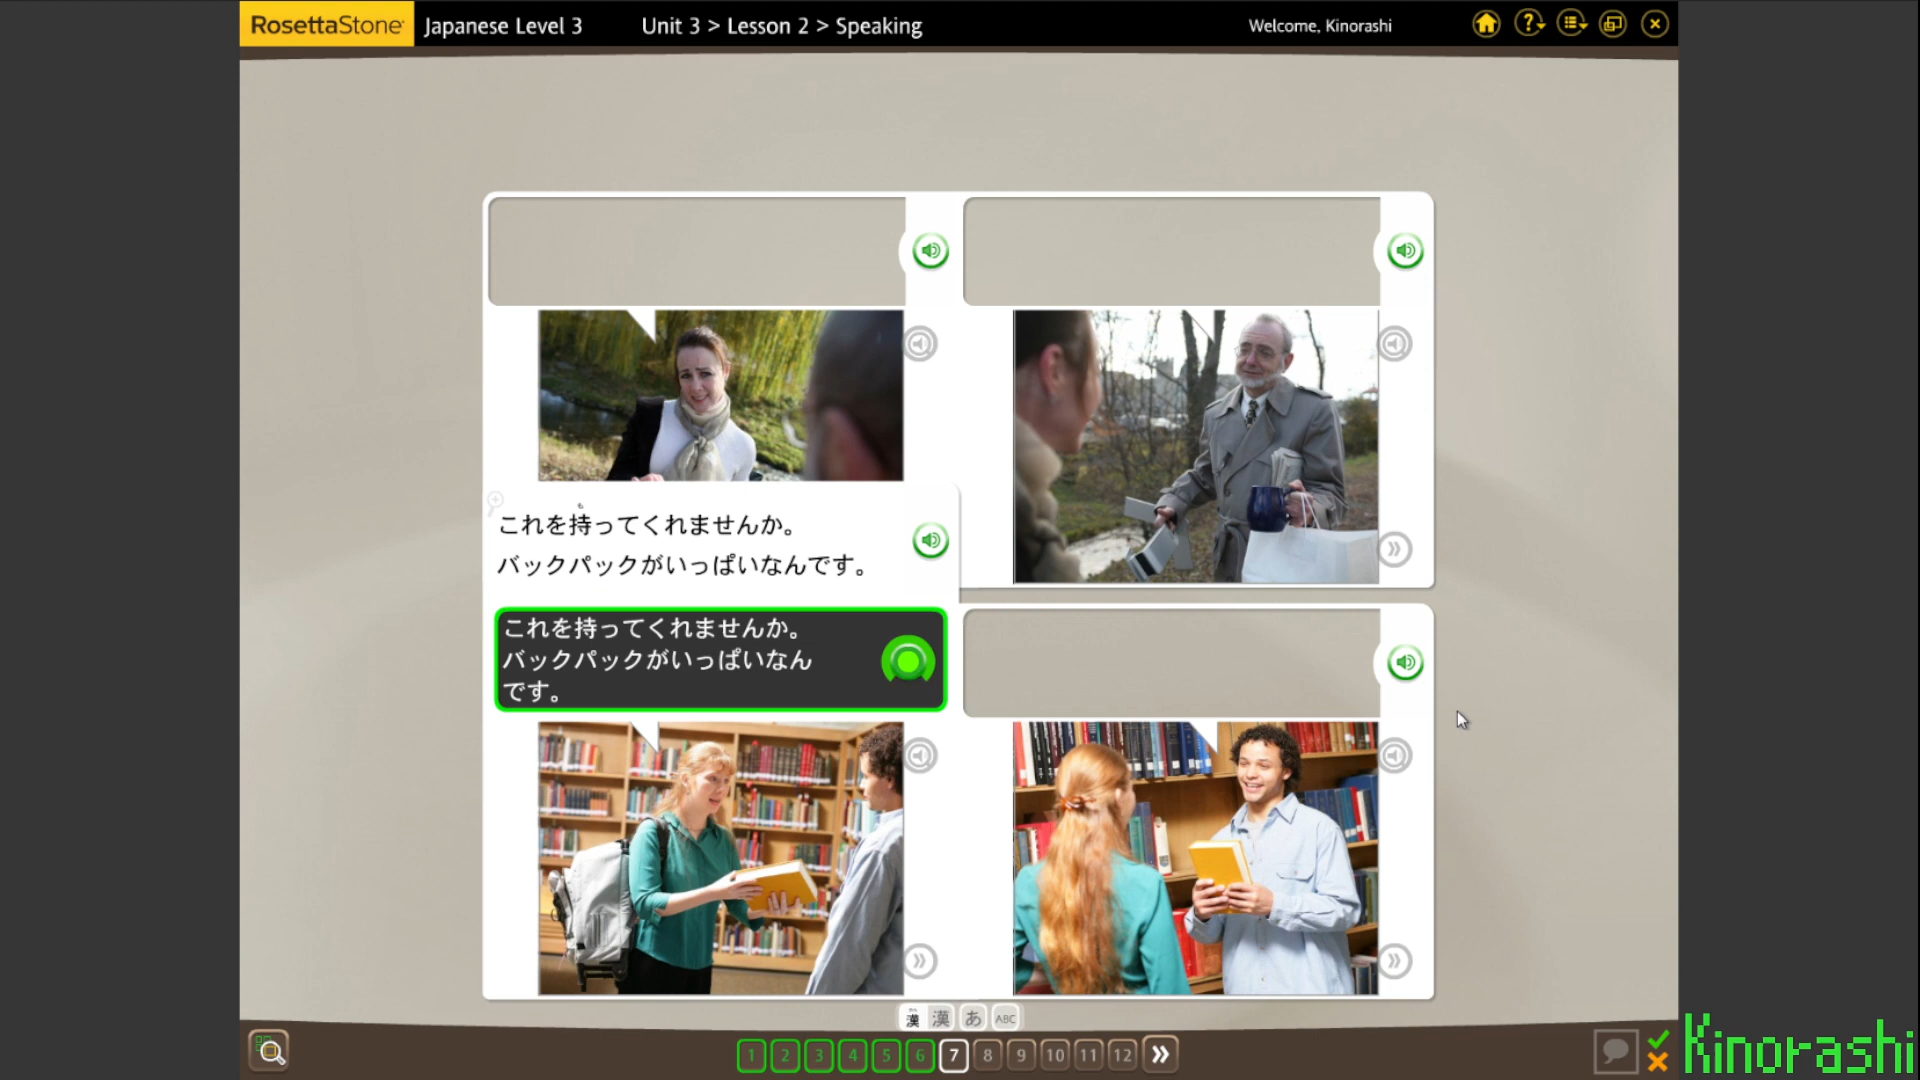 RosettaStone
Japanese Level 3
Unit 3 > Lesson 2 > Speaking
Welcome, Kinorashi
も
これを持ってくれませんか。
バックパックがいっぱいなんです。
これを持ってくれませんか。
バックパックがいっぱいなん
です。
漢 漢 あ ABC
1 2 3 4 5 6 7 8 9 10 11 12
Kinorashi